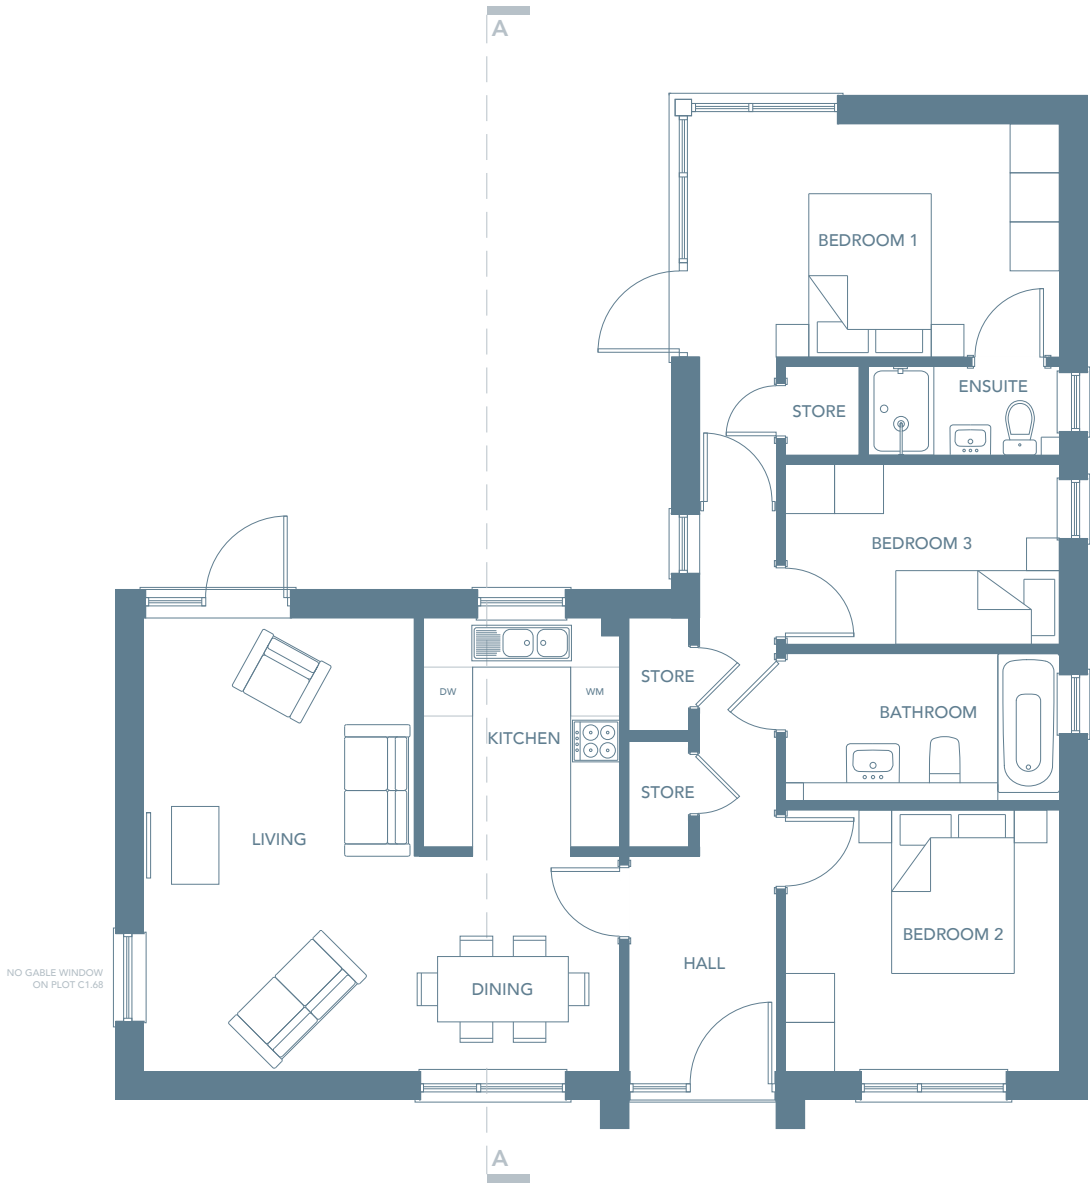 A
BEDROOM 1
ENSUITE
STORE
BEDROOM 3
STORE
DW
WM
BATHROOM
KITCHEN
STORE
LIVING
BEDROOM 2
HALL
NO GABLE WINDOW
ON PLOT C1.68
DINING
A